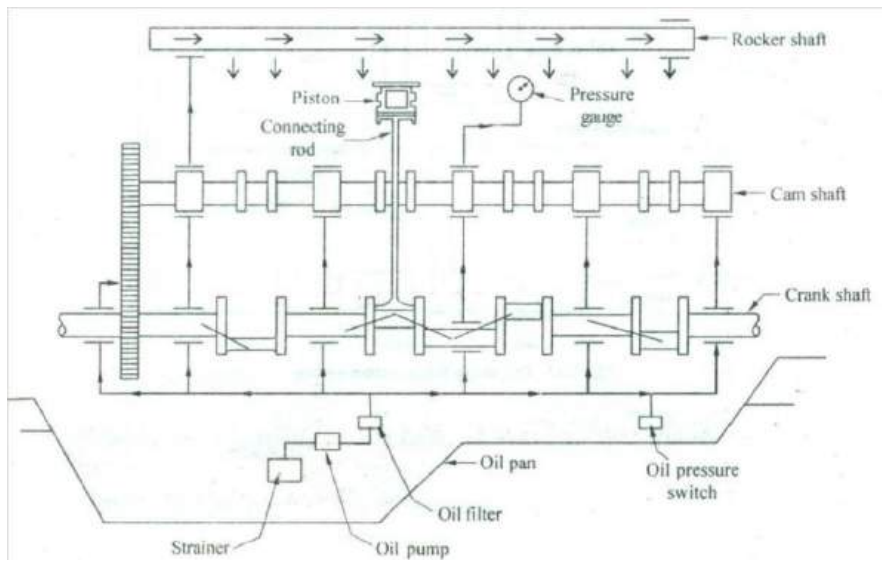 Rocker shaft
Piston
Pressure
gauge
Connecting
rod
Cam shaft
Crank shaft
Oil pan
Oil pressure
switch
Oil filter
Strainer
Oil pump